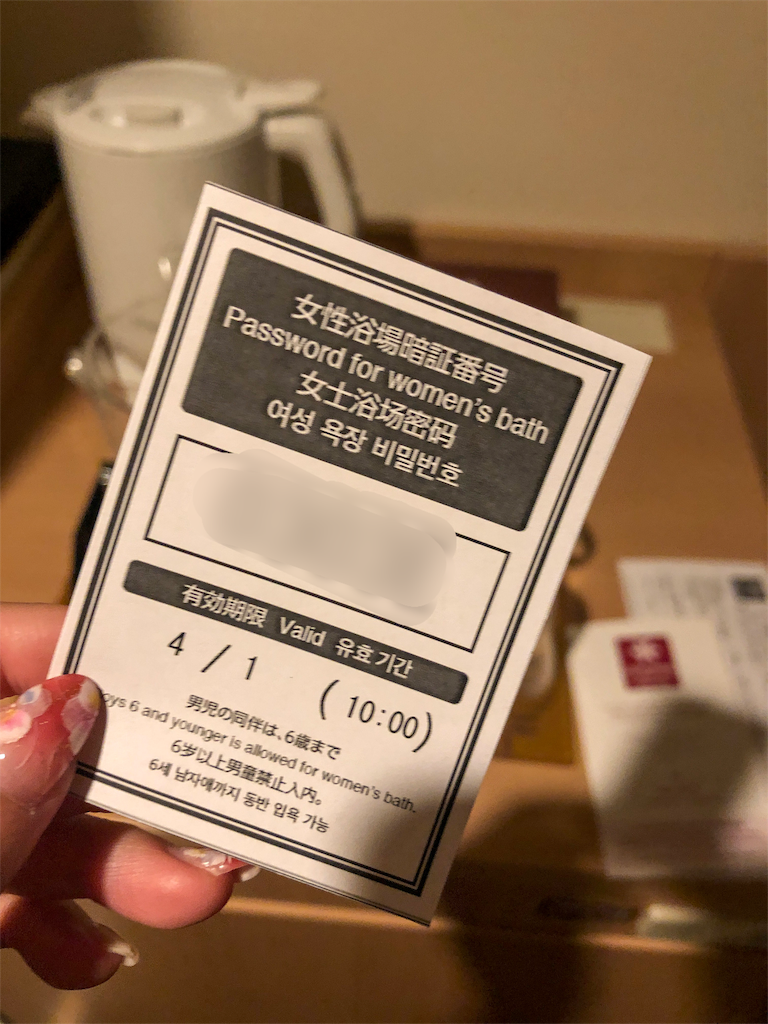 女性浴場暗証番号
Password for women's bath
女士浴场密码
여성 욕장 비밀번호
有効期限 Valid 유효 기간
4 / 1 (10:00)
男児の同伴は、6歳まで
oys 6 and younger is allowed for women's bath.
6岁以上男童禁止入内。
6세 남자애까지 동반 입욕 가능